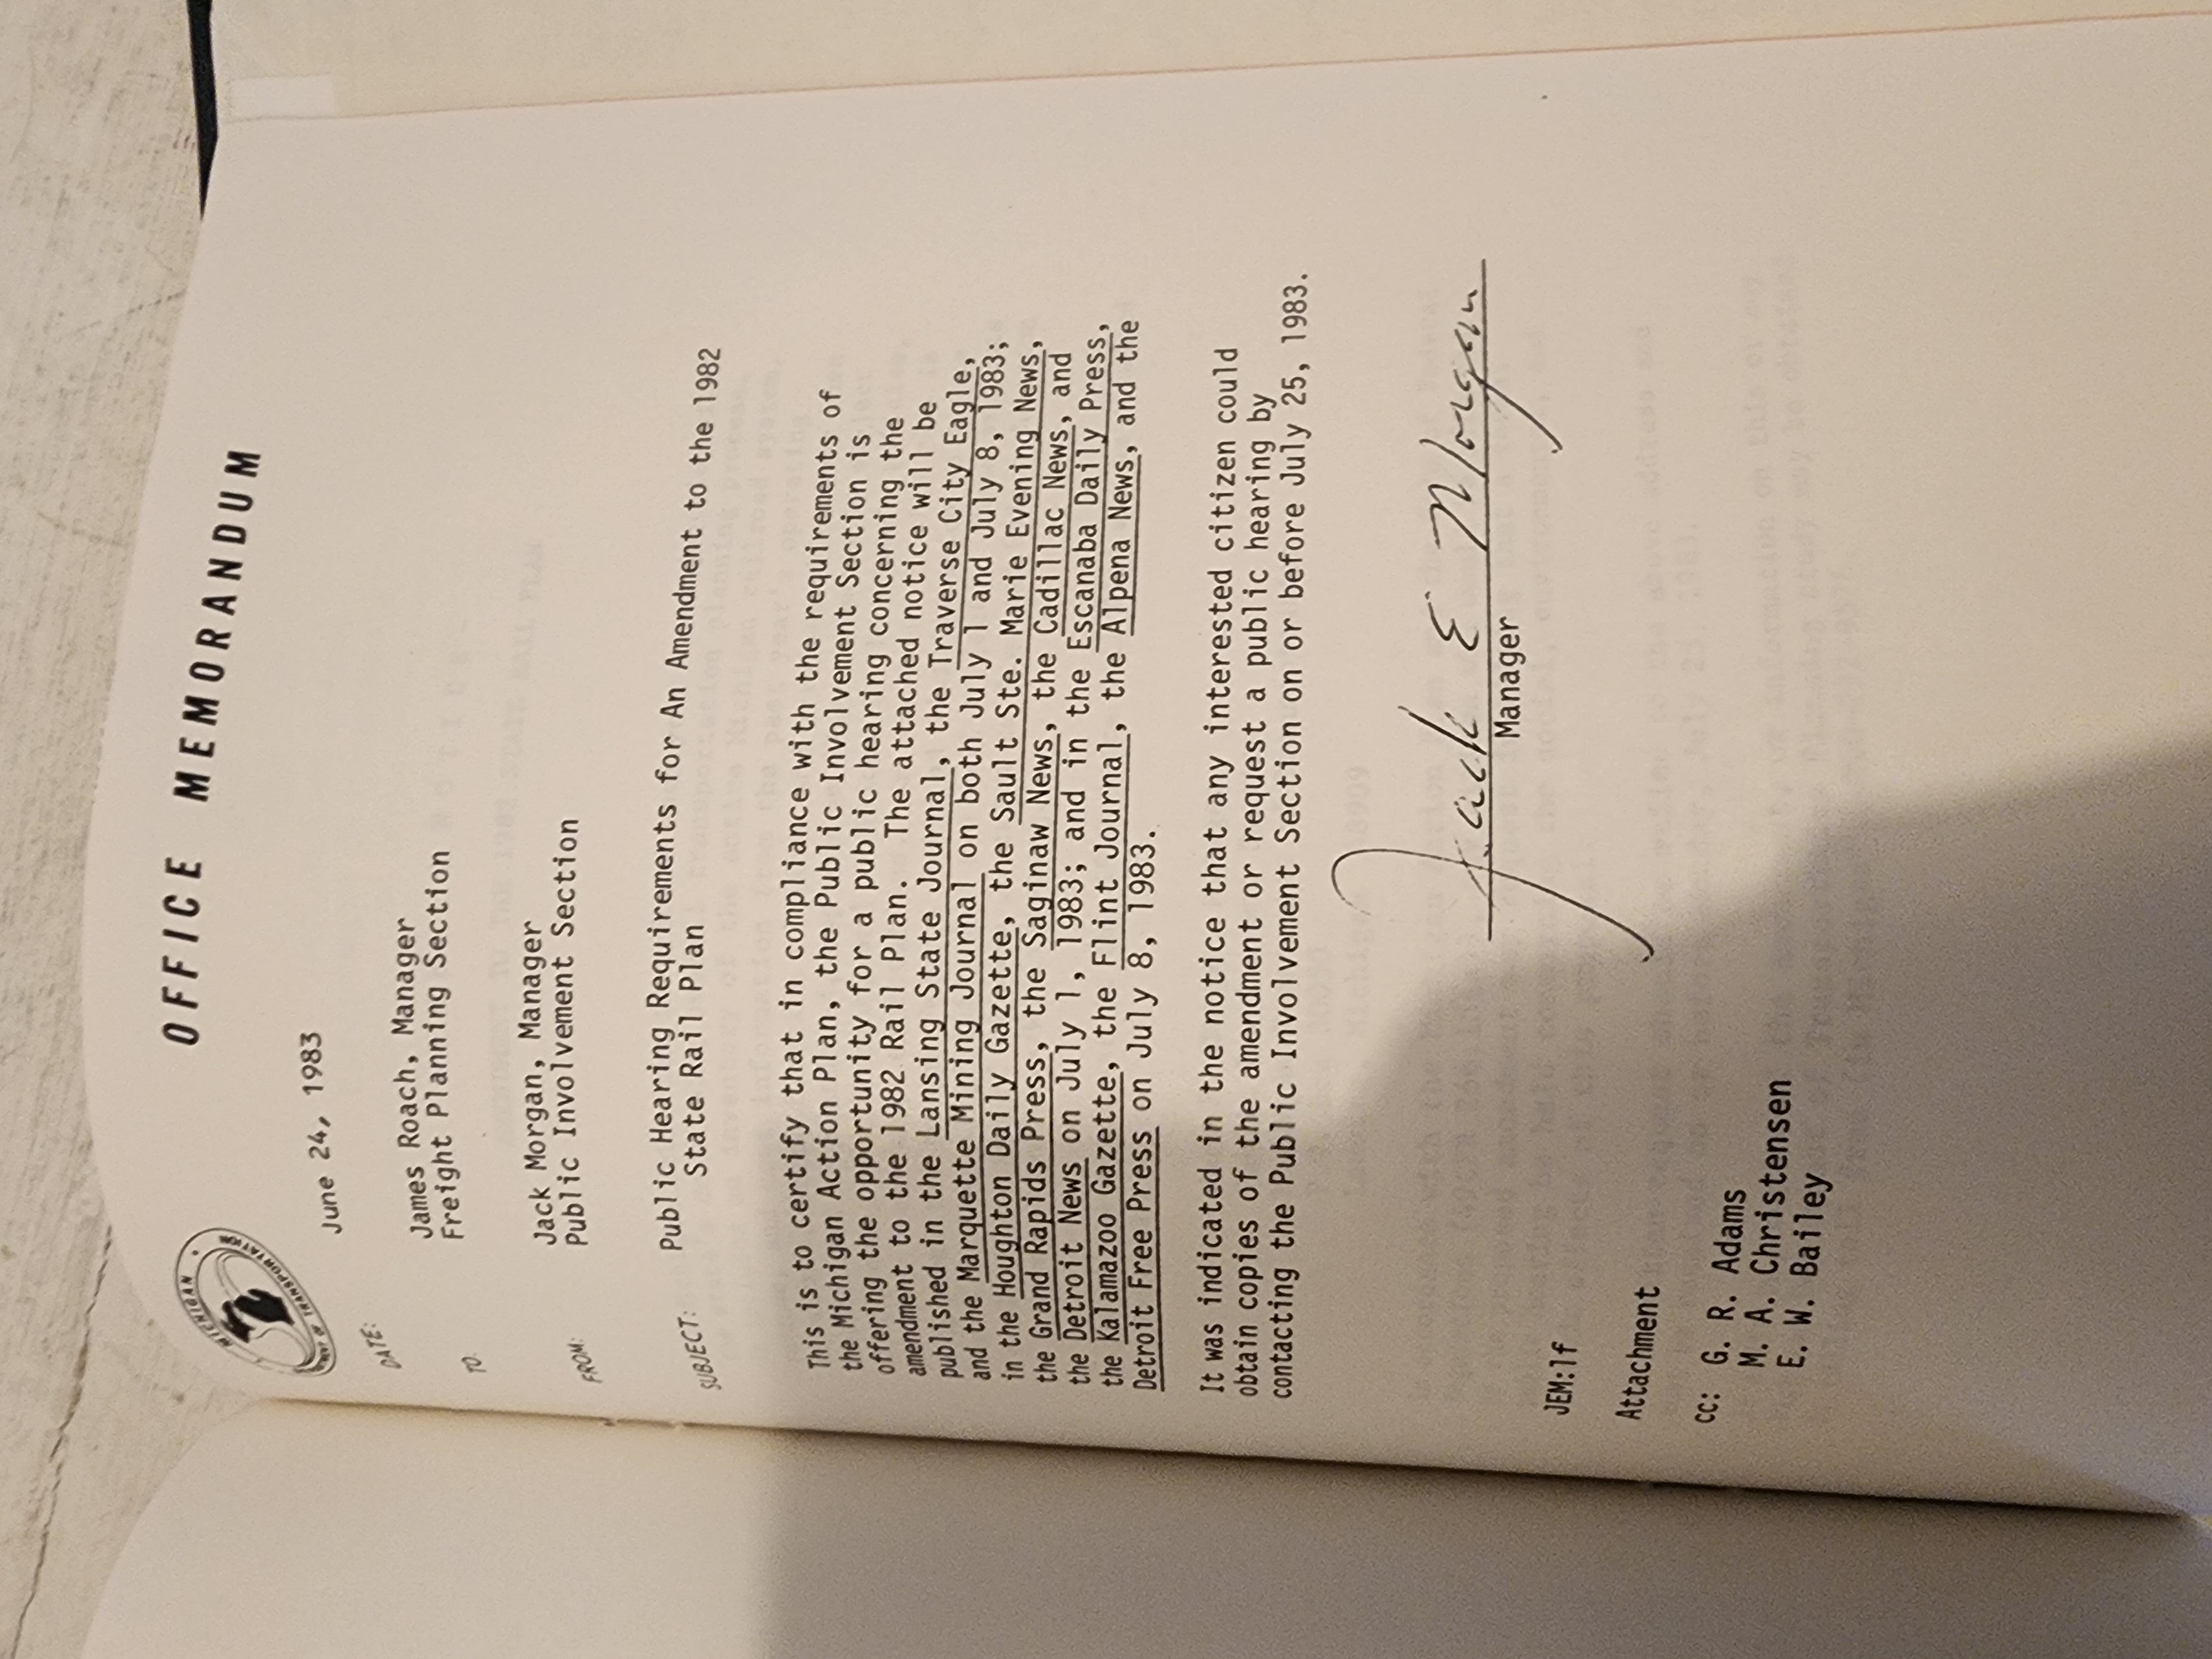 OFFICE MEMORANDUM
MICHIGAN
OF TRANSPORTATION
DATE: June 24, 1983
TO: James Roach, Manager
Freight Planning Section
FROM: Jack Morgan, Manager
Public Involvement Section
SUBJECT: Public Hearing Requirements for An Amendment to the 1982
State Rail Plan
This is to certify that in compliance with the requirements of
the Michigan Action Plan, the Public Involvement Section is
offering the opportunity for a public hearing concerning the
amendment to the 1982 Rail Plan. The attached notice will be
published in the Lansing State Journal, the Traverse City Eagle,
and the Marquette Mining Journal on both July 1 and July 8, 1983;
in the Houghton Daily Gazette, the Sault Ste. Marie Evening News,
the Grand Rapids Press, the Saginaw News, the Cadillac News, and
the Detroit News on July 1, 1983; and in the Escanaba Daily Press,
the Kalamazoo Gazette, the Flint Journal, the Alpena News, and the
Detroit Free Press on July 8, 1983.
It was indicated in the notice that any interested citizen could
obtain copies of the amendment or request a public hearing by
contacting the Public Involvement Section on or before July 25, 1983.
Jack E Morgan
Manager
JEM:lf
Attachment
cc: G. R. Adams
M. A. Christensen
E. W. Bailey